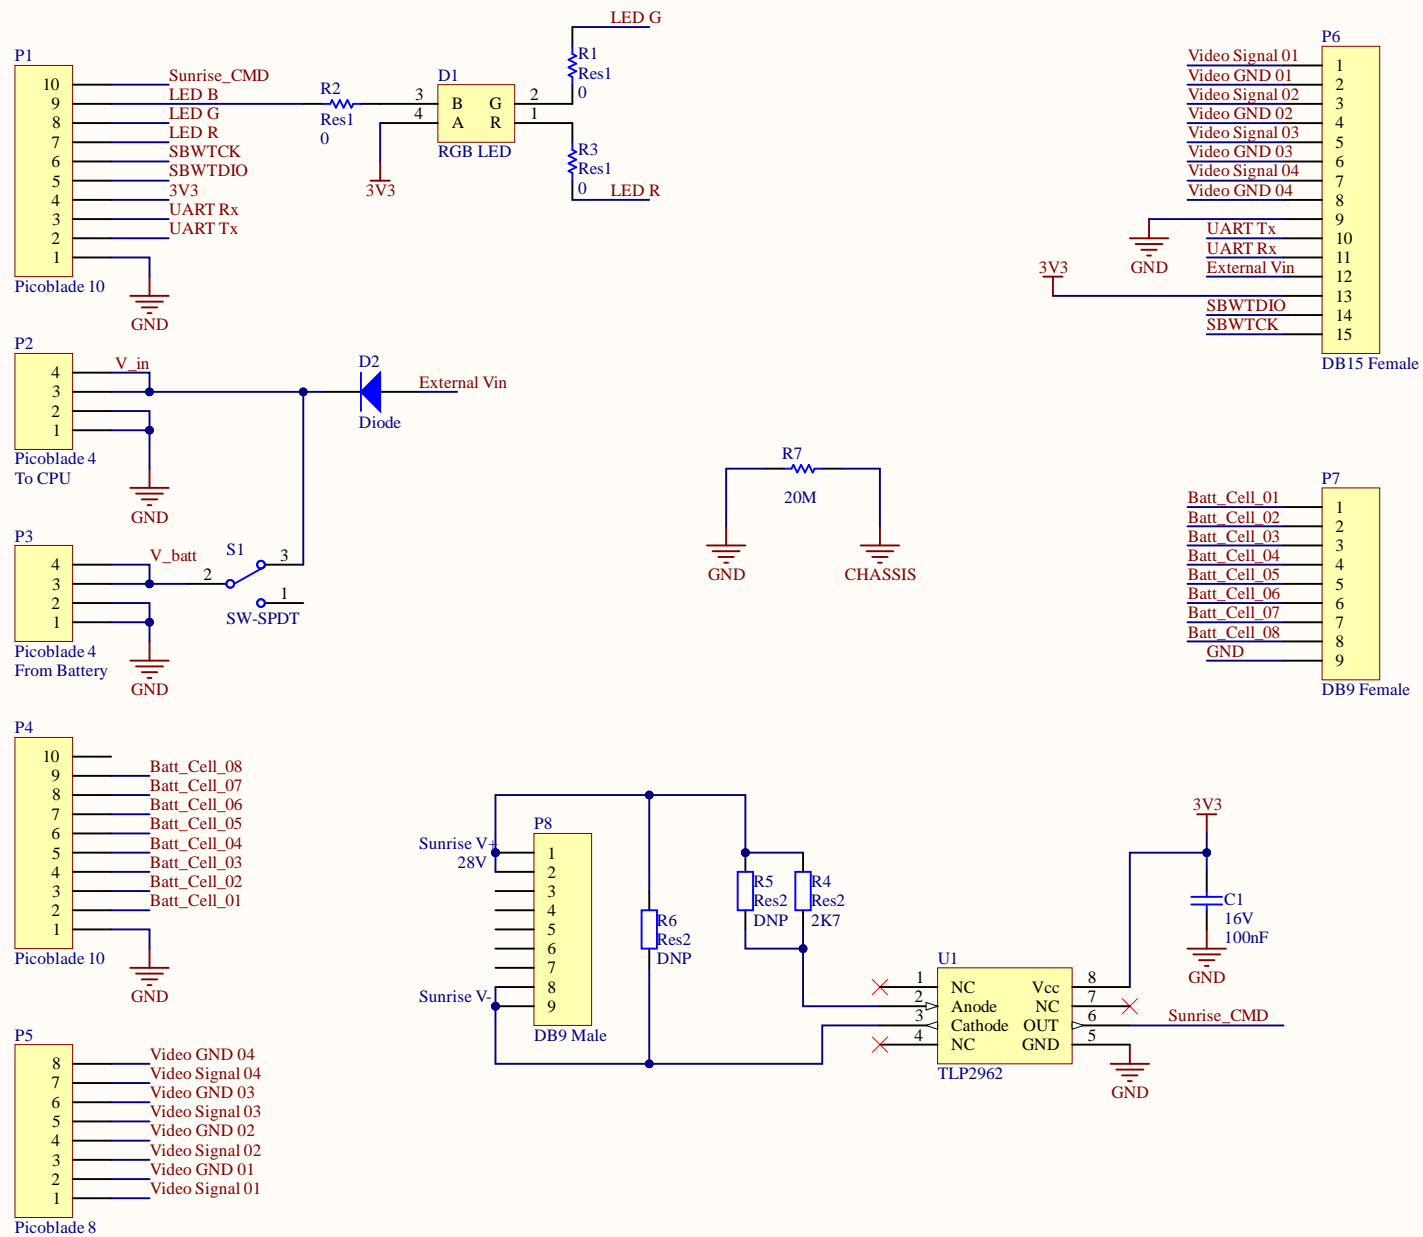 P1
10 Sunrise_CMD
9 LED B
8 LED G
7 LED R
6 SBWTCK
5 SBWTDIO
4 3V3
3 UART Rx
2 UART Tx
1
Picoblade 10
GND
R2
Res1
0
D1
3 B G 2
4 A R 1
RGB LED
3V3
LED G
R1
Res1
0
R3
Res1
0
LED R
P6
Video Signal 01 1
Video GND 01 2
Video Signal 02 3
Video GND 02 4
Video Signal 03 5
Video GND 03 6
Video Signal 04 7
Video GND 04 8
9
GND
UART Tx 10
UART Rx 11
External Vin 12
3V3
13
SBWTDIO 14
SBWTCK 15
DB15 Female
P2
V_in
4
3
2
1
Picoblade 4
To CPU
GND
D2
Diode
External Vin
P3
V_batt
4
3
2
1
Picoblade 4
From Battery
GND
S1
3
2
1
SW-SPDT
R7
20M
GND
CHASSIS
P7
Batt_Cell_01 1
Batt_Cell_02 2
Batt_Cell_03 3
Batt_Cell_04 4
Batt_Cell_05 5
Batt_Cell_06 6
Batt_Cell_07 7
Batt_Cell_08 8
GND 9
DB9 Female
P4
10
9 Batt_Cell_08
8 Batt_Cell_07
7 Batt_Cell_06
6 Batt_Cell_05
5 Batt_Cell_04
4 Batt_Cell_03
3 Batt_Cell_02
2 Batt_Cell_01
1
Picoblade 10
GND
P8
Sunrise V+
28V
1
2
3
4
5
6
7
8
9
Sunrise V-
DB9 Male
R6
Res2
DNP
R5
Res2
DNP
R4
Res2
2K7
3V3
C1
16V
100nF
GND
U1
1 NC Vcc 8
2 Anode NC 7
3 Cathode OUT 6
4 NC GND 5
TLP2962
Sunrise_CMD
GND
P5
8 Video GND 04
7 Video Signal 04
6 Video GND 03
5 Video Signal 03
4 Video GND 02
3 Video Signal 02
2 Video GND 01
1 Video Signal 01
Picoblade 8